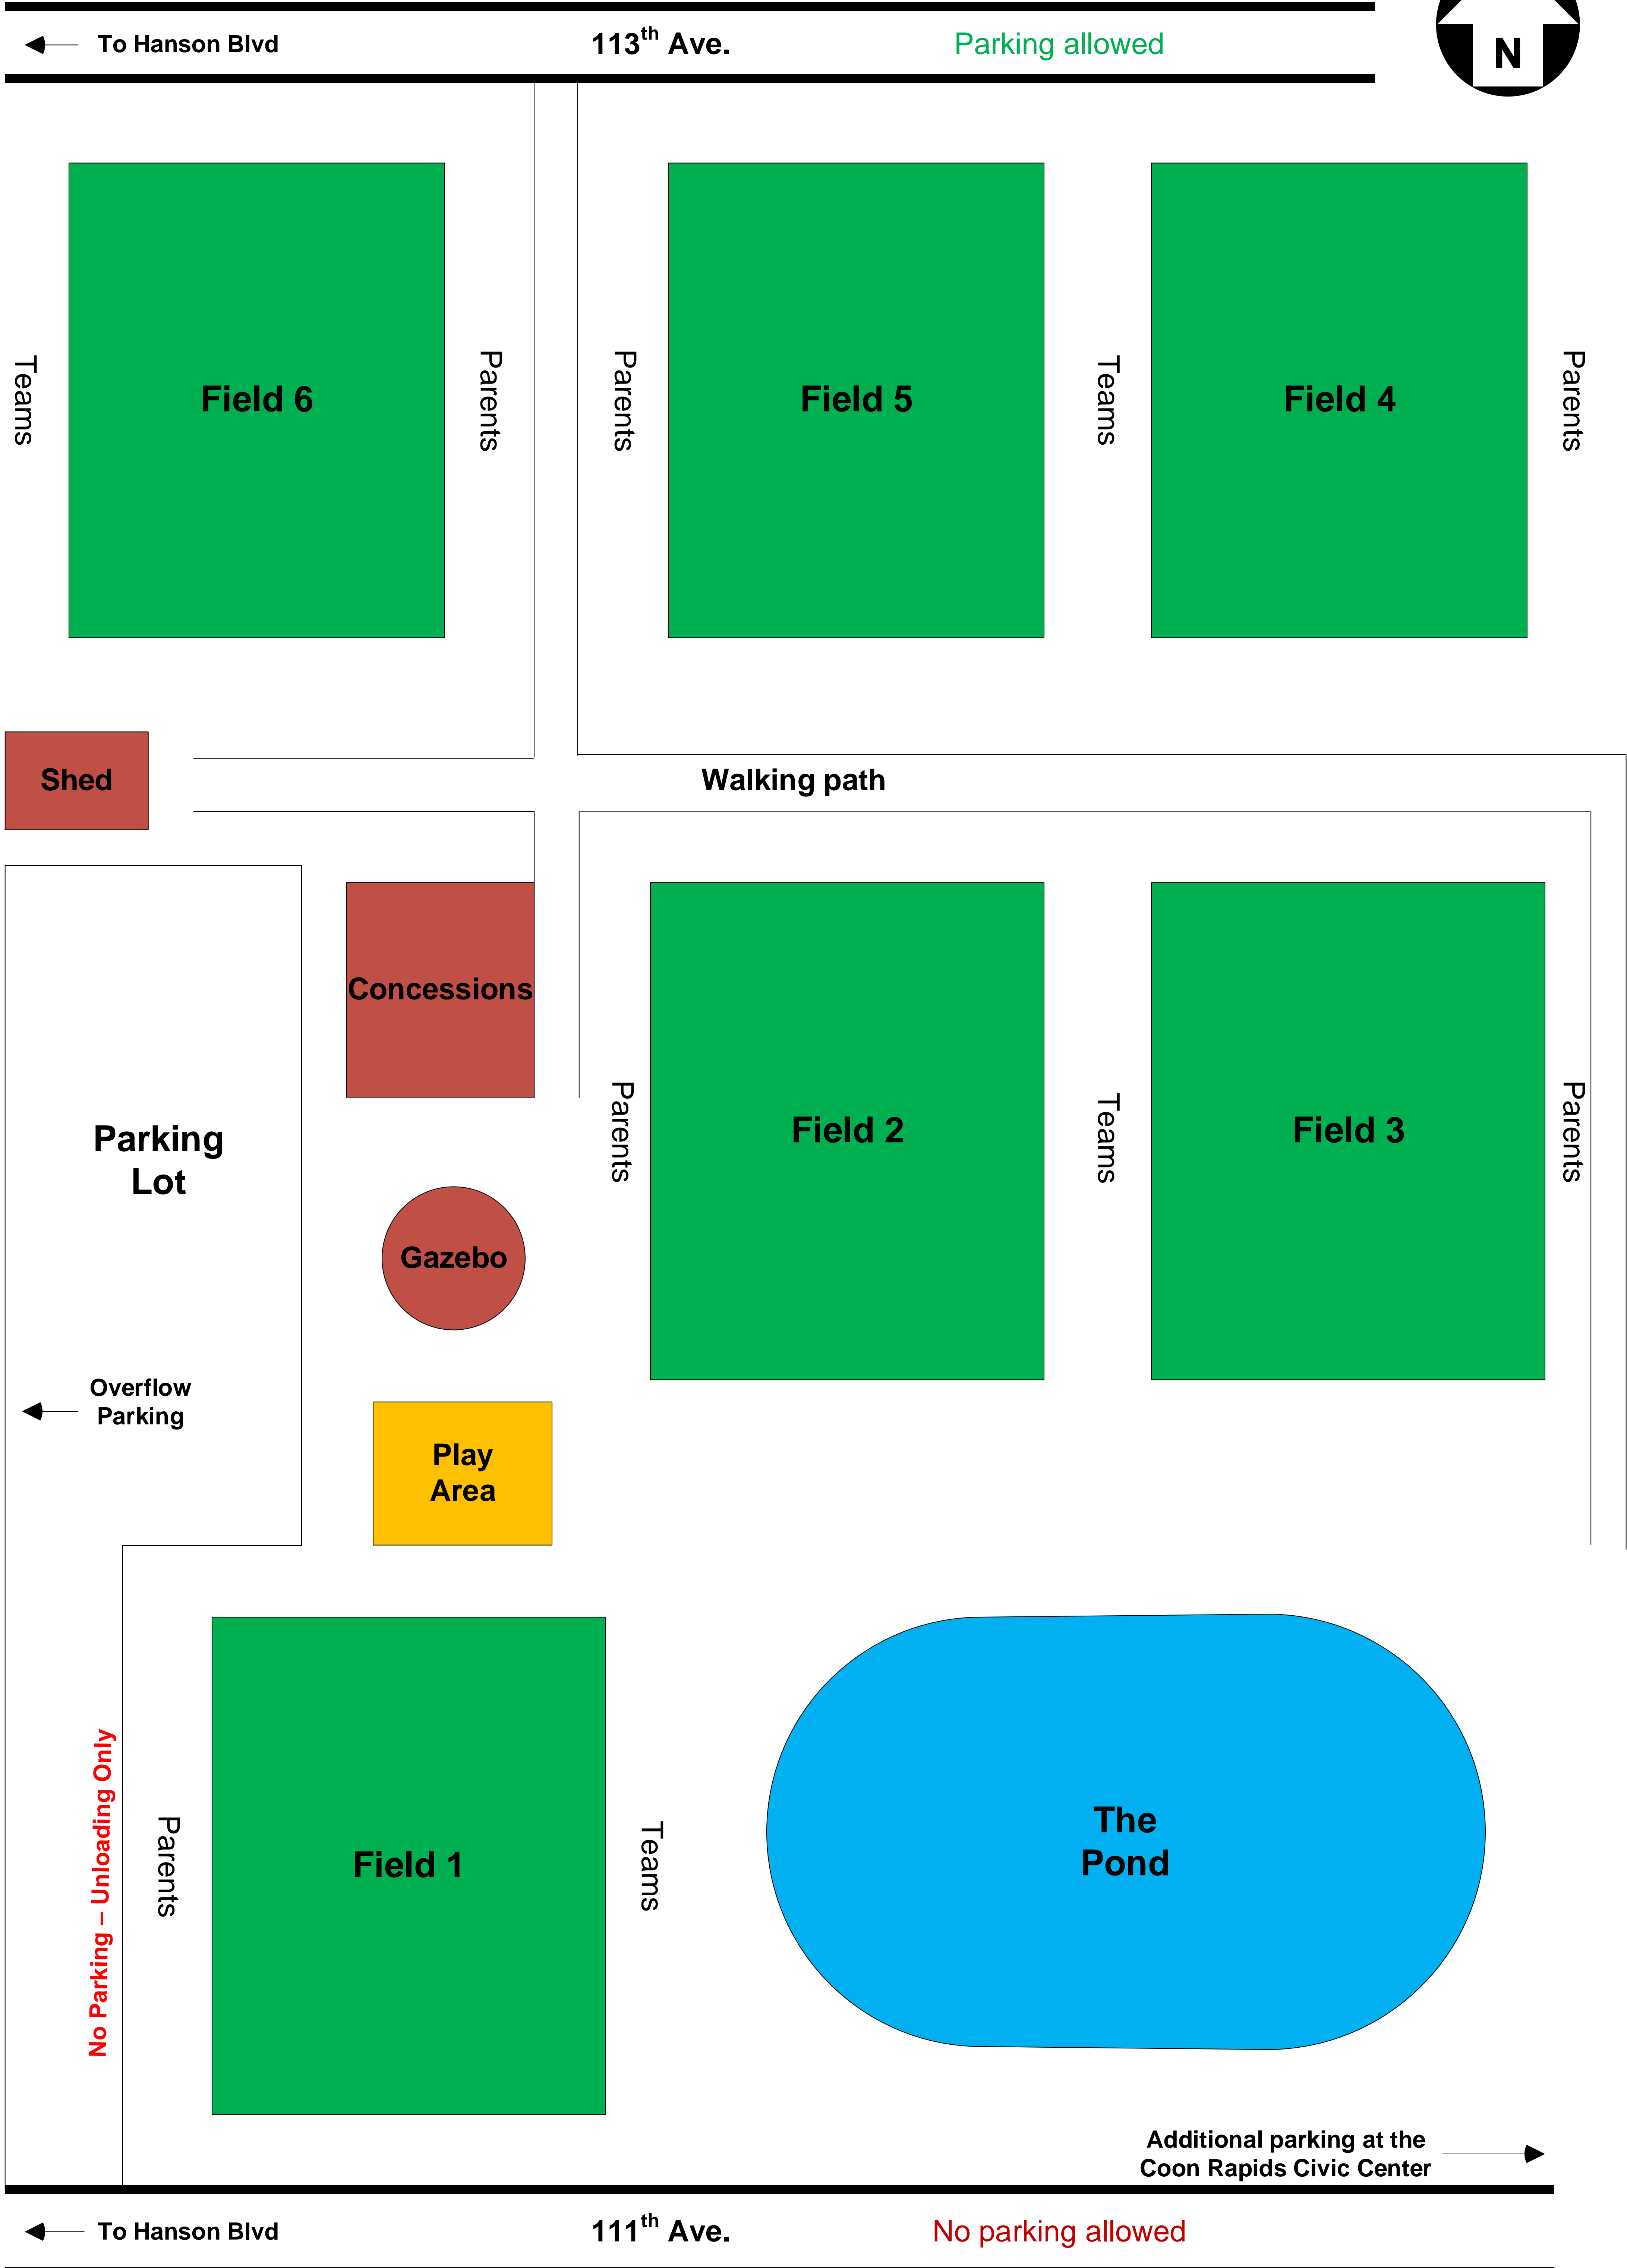 To Hanson Blvd
113th Ave.
Parking allowed
N
Teams
Field 6
Parents
Parents
Field 5
Teams
Field 4
Parents
Shed
Walking path
Concessions
Parking
Lot
Parents
Field 2
Teams
Field 3
Parents
Gazebo
Overflow
Parking
Play
Area
No Parking – Unloading Only
Parents
Field 1
Teams
The
Pond
Additional parking at the
Coon Rapids Civic Center
To Hanson Blvd
111th Ave.
No parking allowed